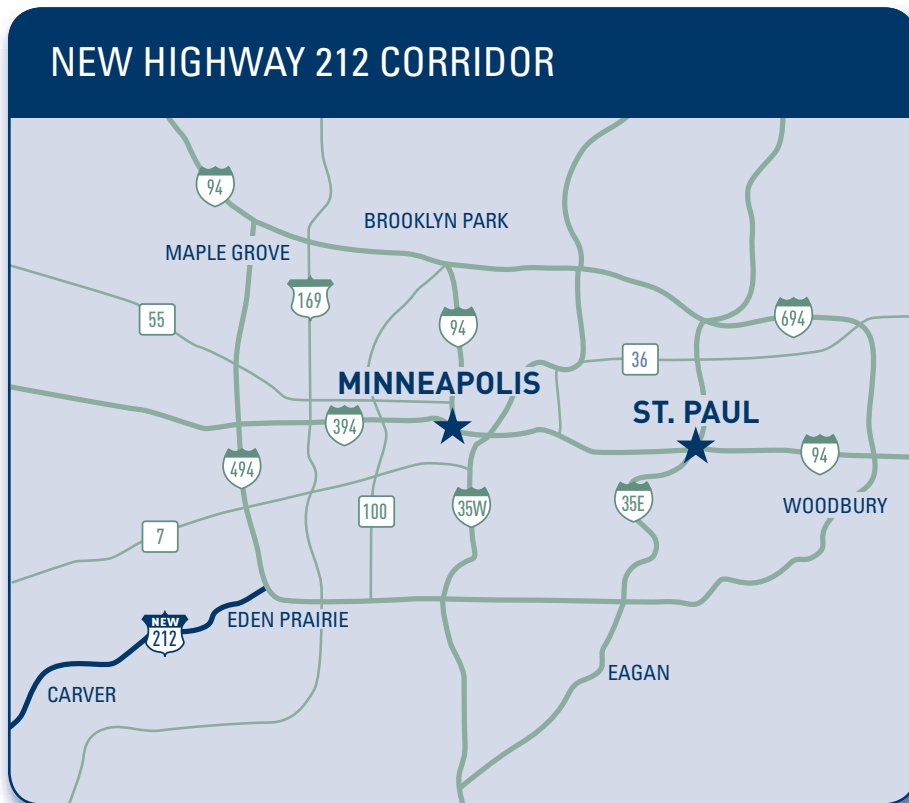 NEW HIGHWAY 212 CORRIDOR
94
BROOKLYN PARK
MAPLE GROVE
169
55
94
694
36
MINNEAPOLIS
ST. PAUL
394
94
494
35W
35E
100
WOODBURY
7
EDEN PRAIRIE
NEW
212
EAGAN
CARVER